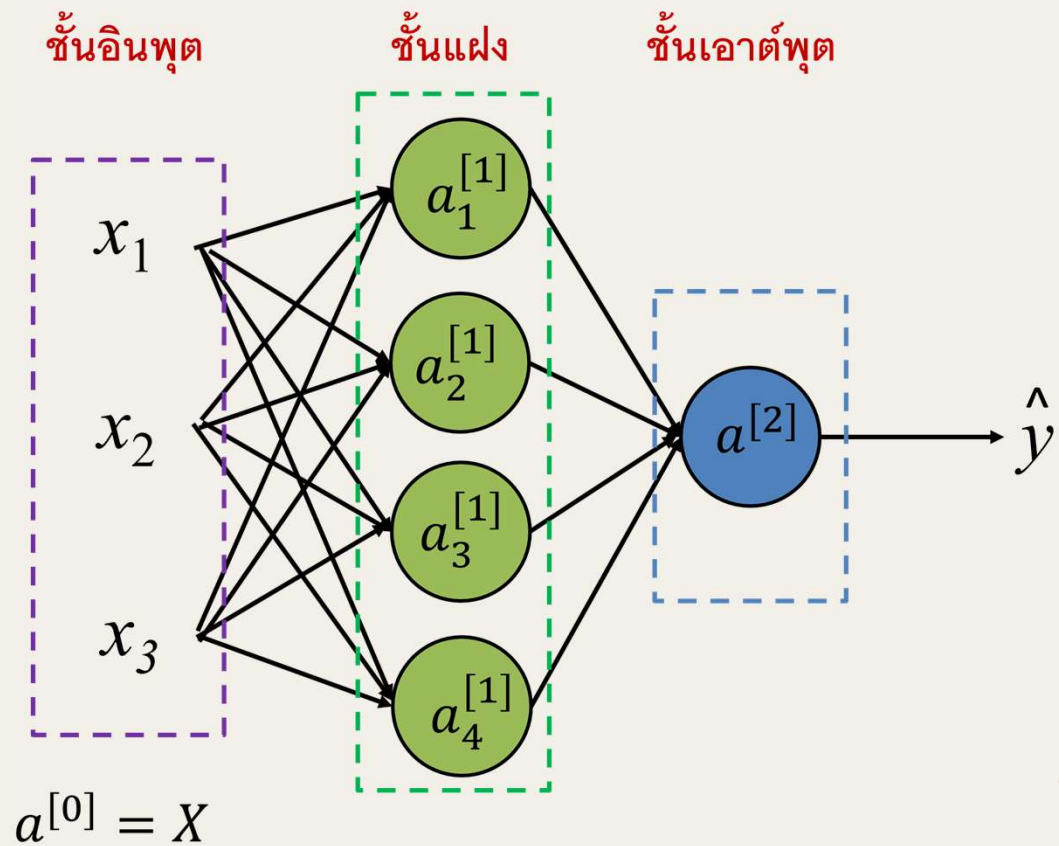 ชั้นอินพุต ชั้นแฝง ชั้นเอาต์พุต
x₁
x₂
x₃
a₁^[1]
a₂^[1]
a₃^[1]
a₄^[1]
a^[2]
ŷ
a^[0] = X